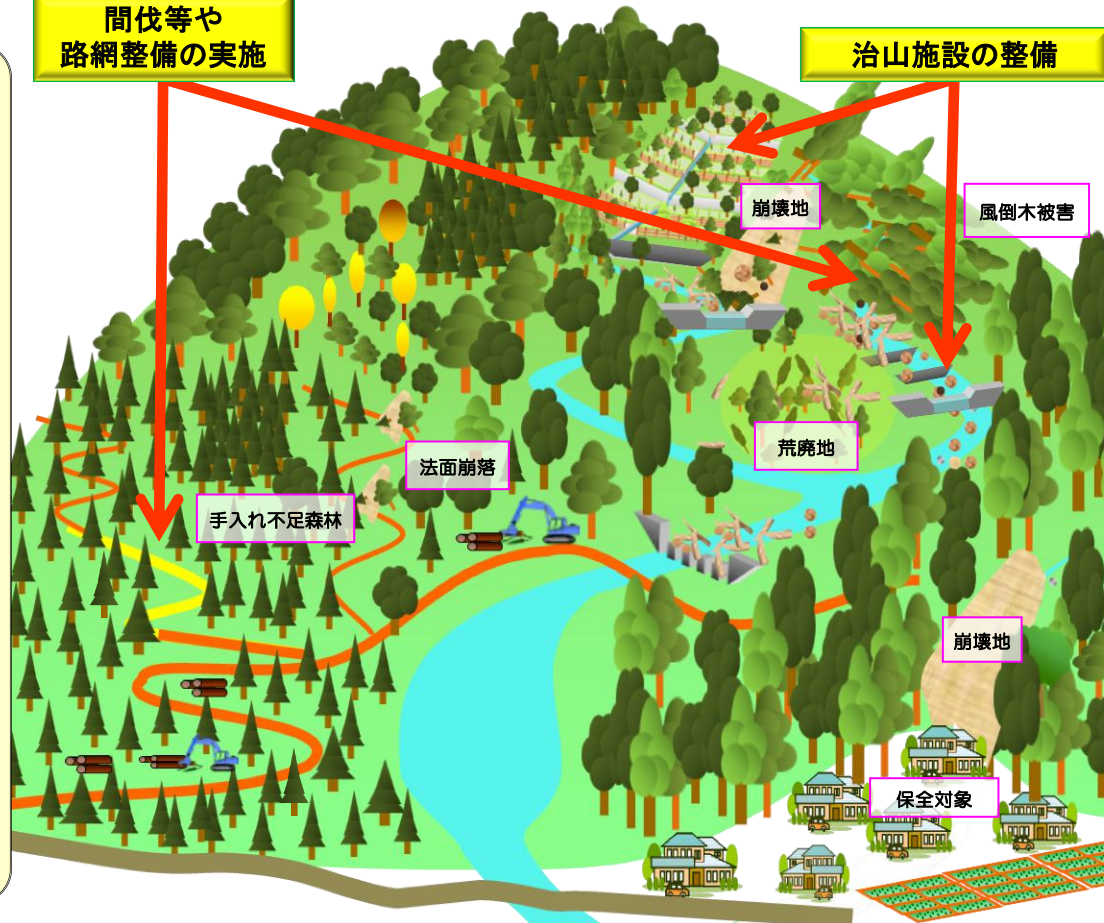 間伐等や
路網整備の実施
治山施設の整備
崩壊地
風倒木被害
荒廃地
法面崩落
手入れ不足森林
崩壊地
保全対象